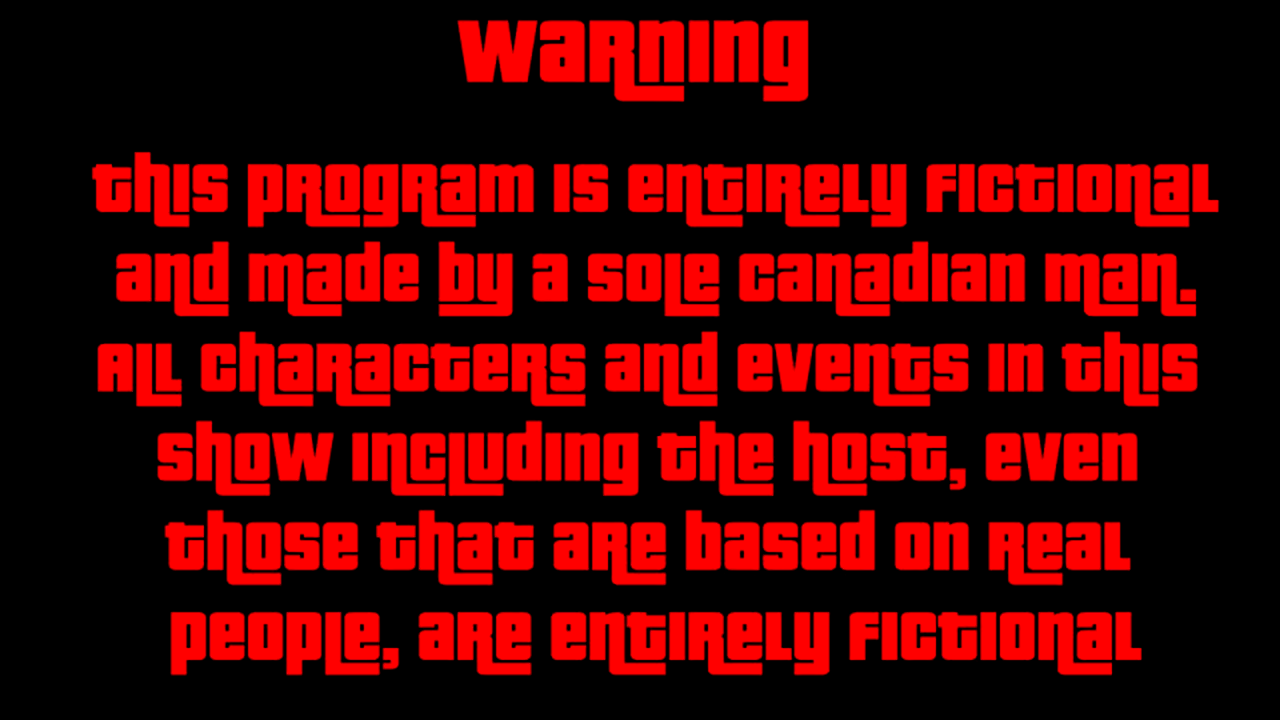 Warning
this program is entirely fictional
and made by a sole canadian man.
All characters and events in this
show including the host, even
those that are based on real
people, are entirely fictional